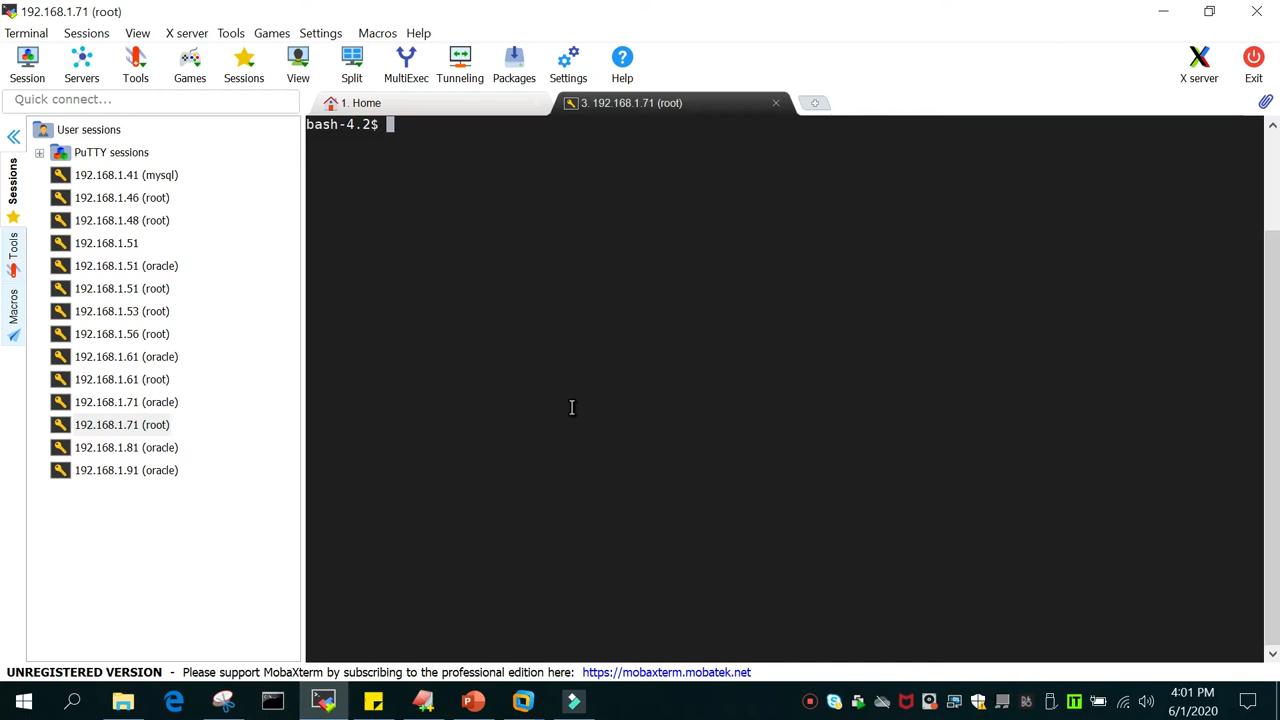 192.168.1.71 (root)
Terminal Sessions View X server Tools Games Settings Macros Help
Session Servers Tools Games Sessions View Split MultiExec Tunneling Packages Settings Help X server Exit
Quick connect...
1. Home
3. 192.168.1.71 (root)
bash-4.2$
Sessions
Tools
Macros
User sessions
PuTTY sessions
192.168.1.41 (mysql)
192.168.1.46 (root)
192.168.1.48 (root)
192.168.1.51
192.168.1.51 (oracle)
192.168.1.51 (root)
192.168.1.53 (root)
192.168.1.56 (root)
192.168.1.61 (oracle)
192.168.1.61 (root)
192.168.1.71 (oracle)
192.168.1.71 (root)
192.168.1.81 (oracle)
192.168.1.91 (oracle)
UNREGISTERED VERSION - Please support MobaXterm by subscribing to the professional edition here: https://mobaxterm.mobatek.net
4:01 PM
6/1/2020